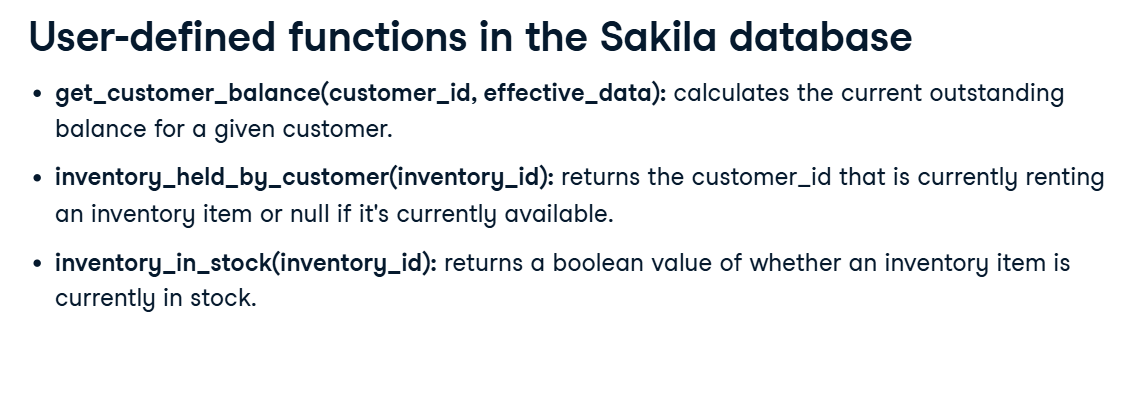 User-defined functions in the Sakila database
• get_customer_balance(customer_id, effective_data): calculates the current outstanding
balance for a given customer.
• inventory_held_by_customer(inventory_id): returns the customer_id that is currently renting
an inventory item or null if it's currently available.
• inventory_in_stock(inventory_id): returns a boolean value of whether an inventory item is
currently in stock.